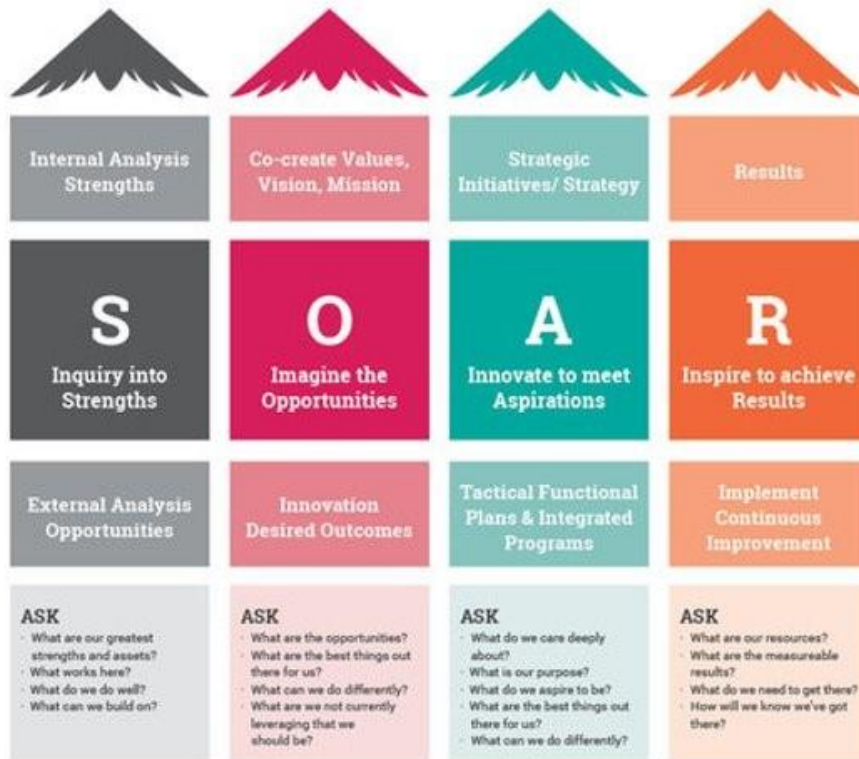 Internal Analysis
Strengths
Co-create Values,
Vision, Mission
Strategic
Initiatives/ Strategy
Results
S
Inquiry into
Strengths
O
Imagine the
Opportunities
A
Innovate to meet
Aspirations
R
Inspire to achieve
Results
External Analysis
Opportunities
Innovation
Desired Outcomes
Tactical Functional
Plans & Integrated
Programs
Implement
Continuous
Improvement
ASK
· What are our greatest
strengths and assets?
· What works here?
· What do we do well?
· What can we build on?
ASK
· What are the opportunities?
· What are the best things out
there for us?
· What can we do differently?
· What are we not currently
leveraging that we
should be?
ASK
· What do we care deeply
about?
· What is our purpose?
· What do we aspire to be?
· What are the best things out
there for us?
· What can we do differently?
ASK
· What are our resources?
· What are the measureable
results?
· What do we need to get there?
· How will we know we've got
there?